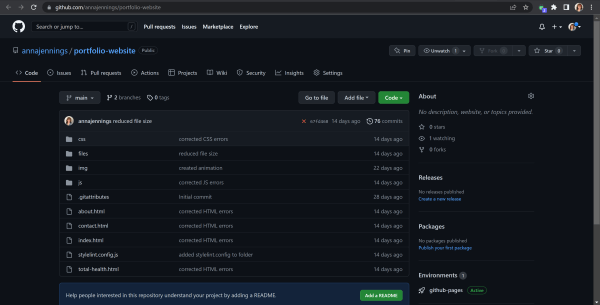 github.com/annajennings/portfolio-website
Search or jump to... / Pull requests Issues Marketplace Explore
annajennings / portfolio-website Public
Pin Unwatch 1 Fork 0 Star 0
Code Issues Pull requests Actions Projects Wiki Security Insights Settings
main 2 branches 0 tags Go to file Add file Code
annajennings reduced file size 14 days ago 76 commits
css corrected CSS errors 14 days ago
files reduced file size 14 days ago
img created animation 22 days ago
js corrected JS errors 14 days ago
.gitattributes Initial commit 28 days ago
about.html corrected HTML errors 14 days ago
contact.html corrected HTML errors 14 days ago
index.html corrected HTML errors 14 days ago
stylelint.config.js added stylelint.config to folder 14 days ago
total-health.html corrected HTML errors 14 days ago
Help people interested in this repository understand your project by adding a README. Add a README
About
No description, website, or topics provided.
0 stars
1 watching
0 forks
Releases
No releases published
Create a new release
Packages
No packages published
Publish your first package
Environments 1
github-pages Active